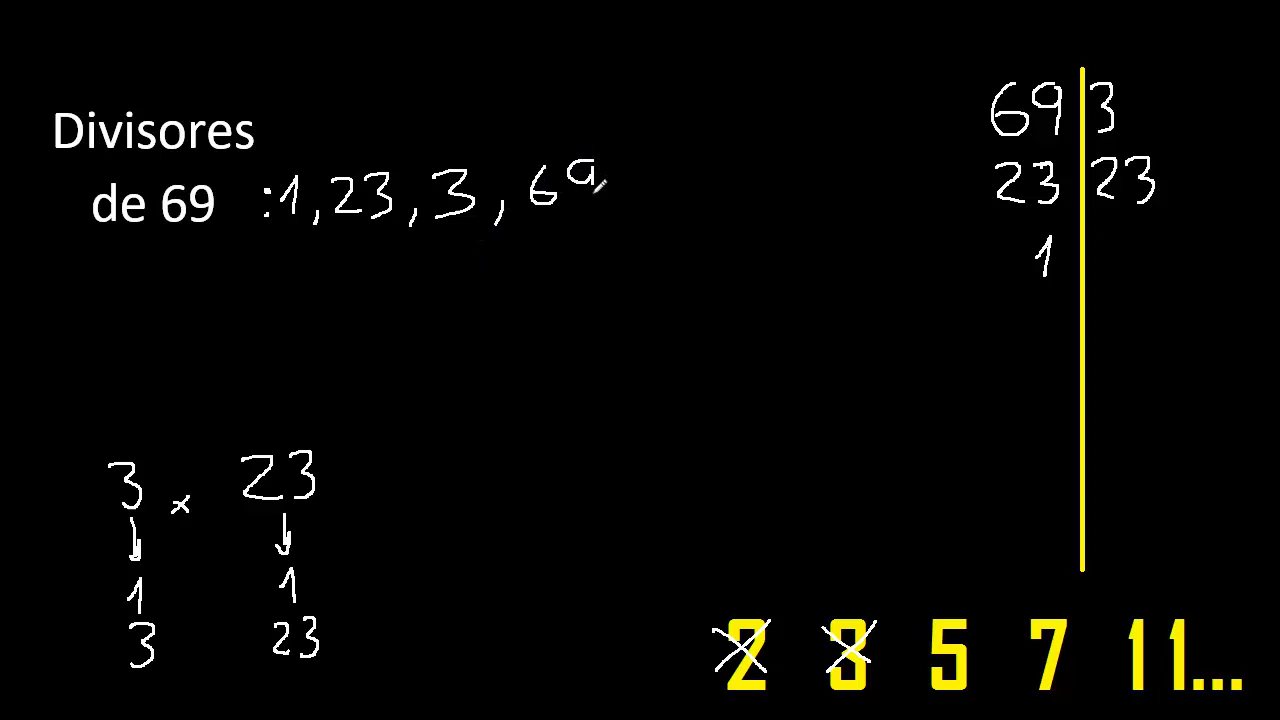 Divisores
de 69 :1, 23, 3, 69
69 3
23 23
1
3 x 23
1 1
3 23
2 3 5 7 11...